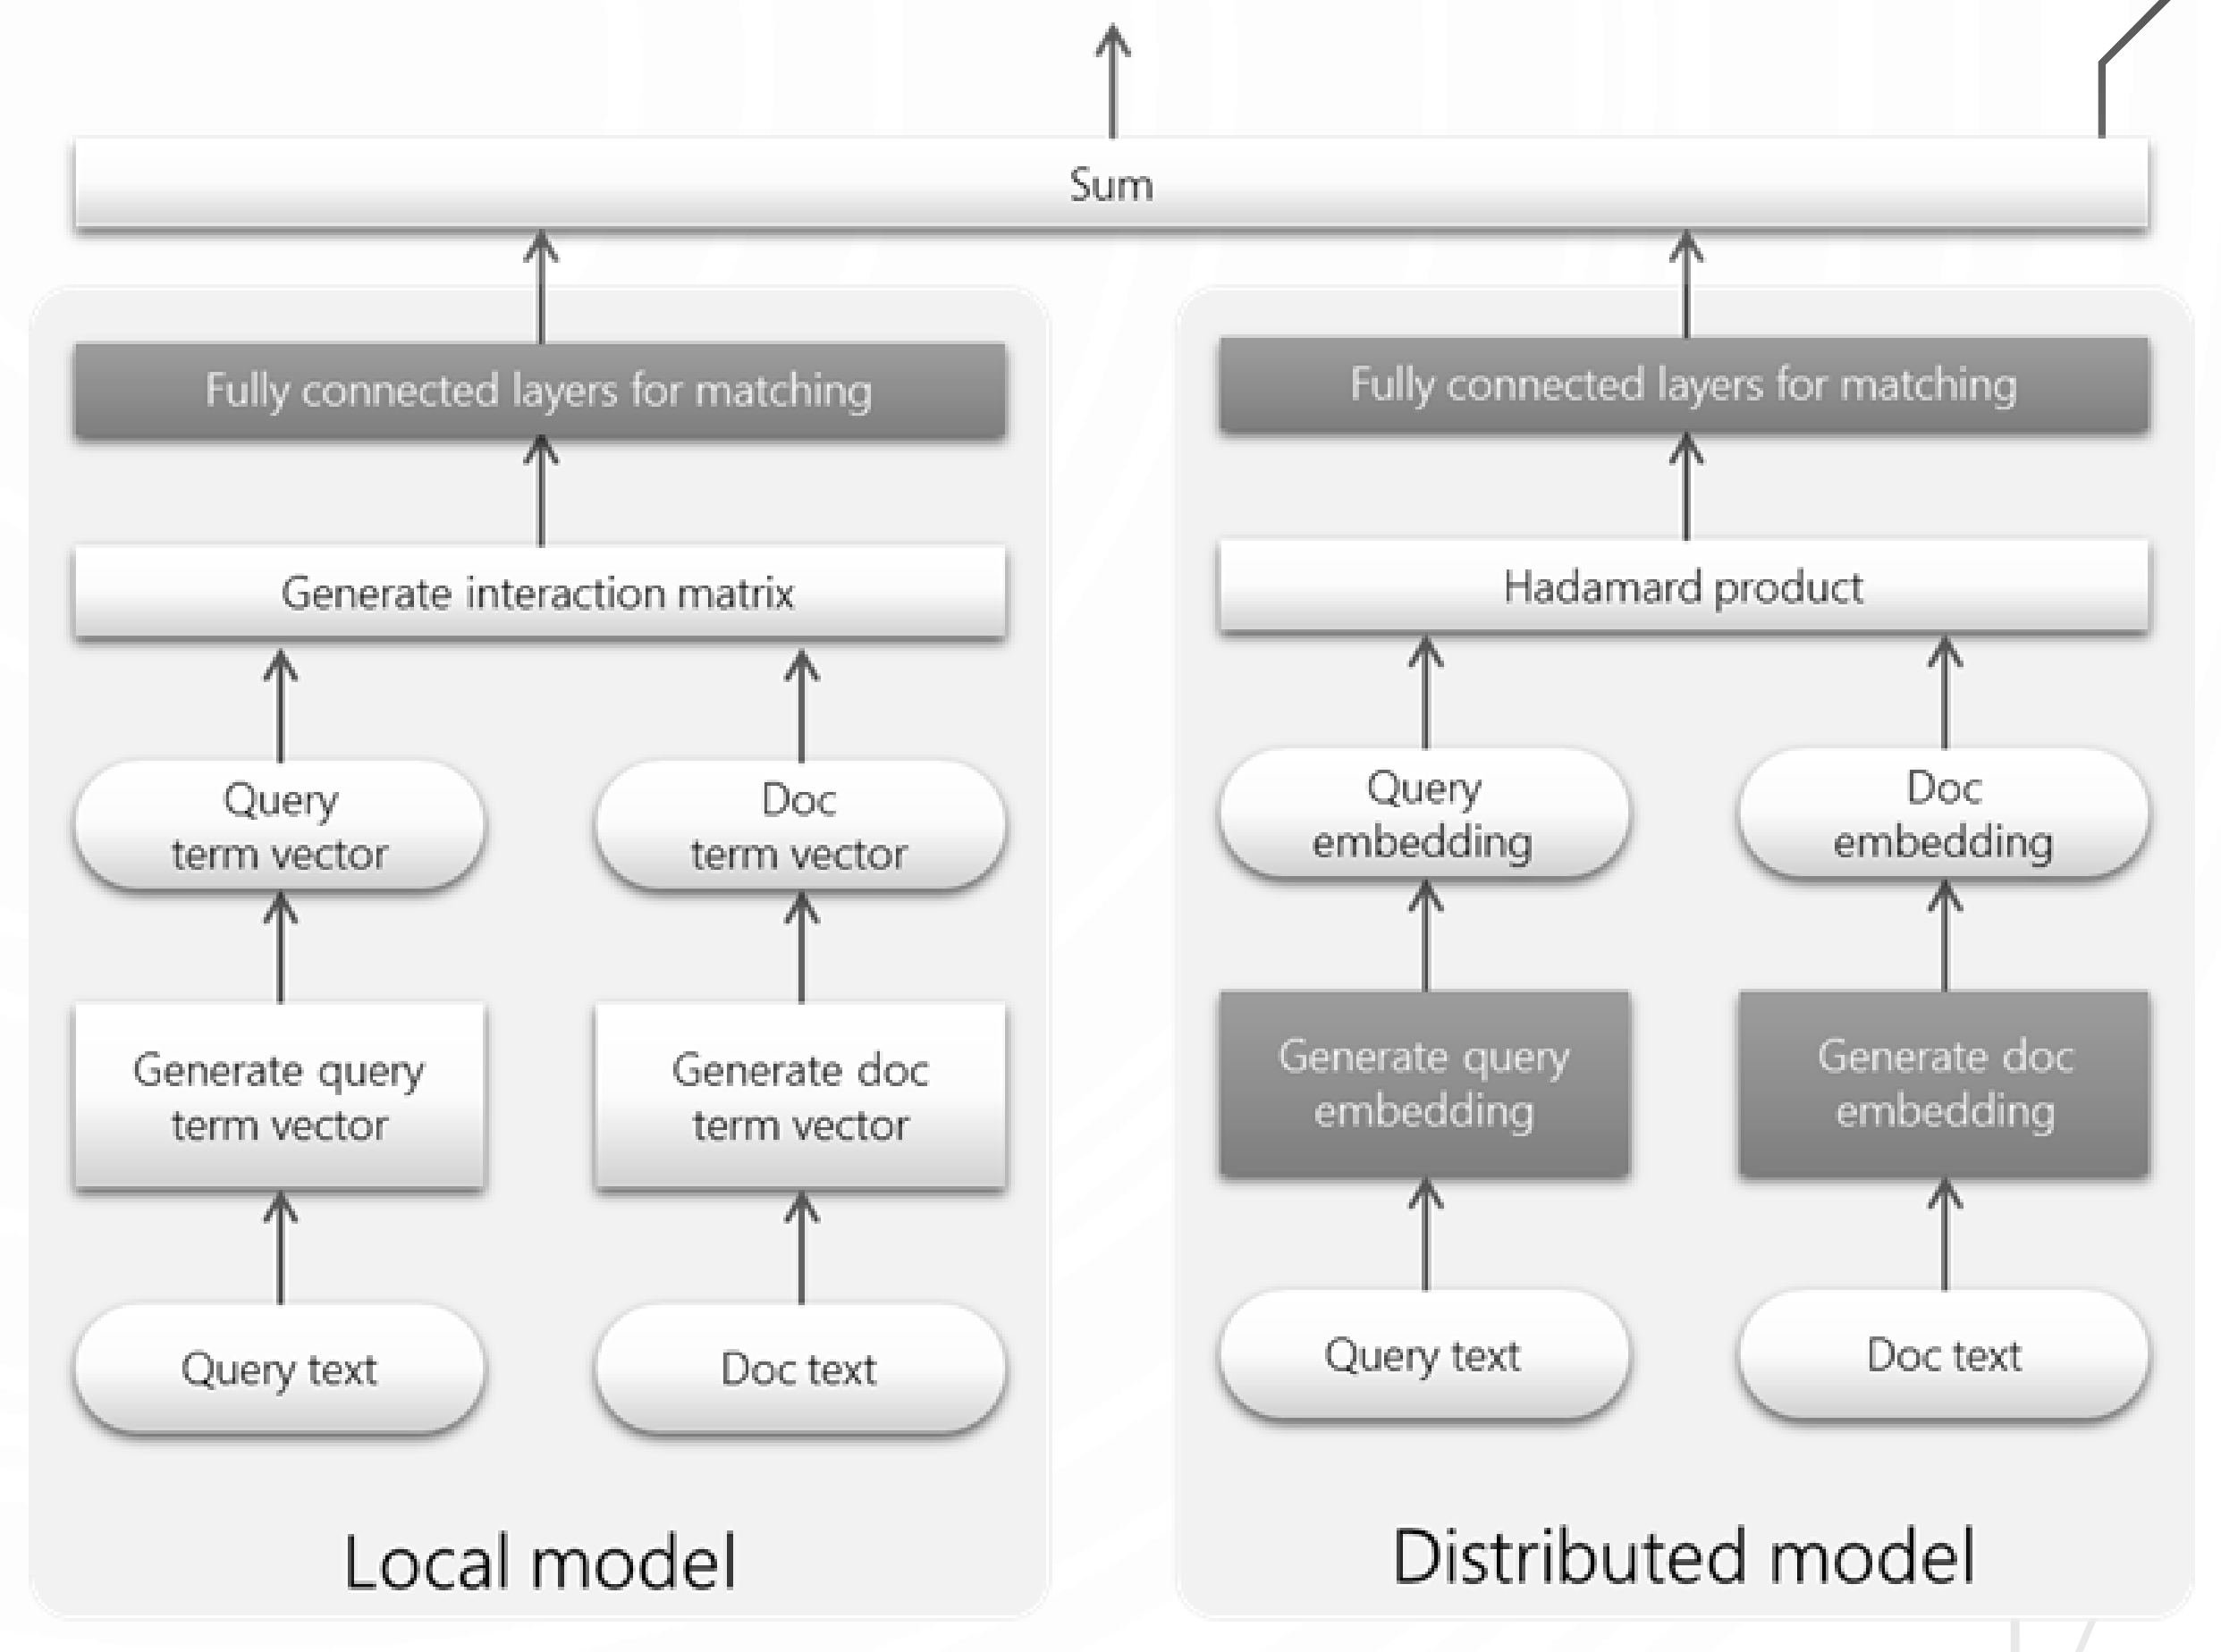 Sum
Fully connected layers for matching
Generate interaction matrix
Query
term vector
Doc
term vector
Generate query
term vector
Generate doc
term vector
Query text
Doc text
Local model
Fully connected layers for matching
Hadamard product
Query
embedding
Doc
embedding
Generate query
embedding
Generate doc
embedding
Query text
Doc text
Distributed model